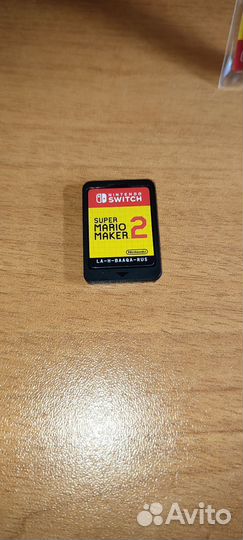 NINTENDO
SWITCH
SUPER
MARIO
MAKER 2
Nintendo
LA-H-BAAQA-RUS
Avito